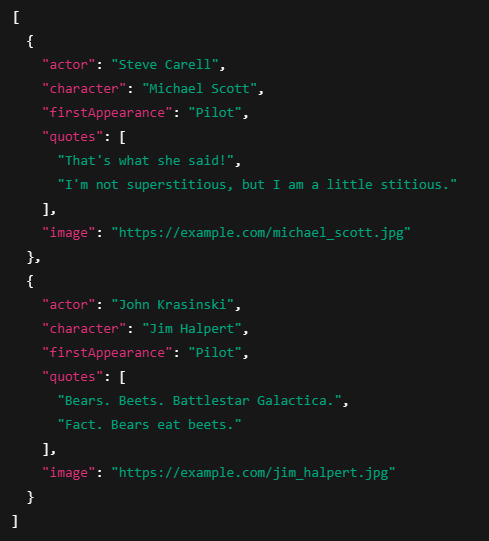 [
  {
    "actor": "Steve Carell",
    "character": "Michael Scott",
    "firstAppearance": "Pilot",
    "quotes": [
      "That's what she said!",
      "I'm not superstitious, but I am a little stitious."
    ],
    "image": "https://example.com/michael_scott.jpg"
  },
  {
    "actor": "John Krasinski",
    "character": "Jim Halpert",
    "firstAppearance": "Pilot",
    "quotes": [
      "Bears. Beets. Battlestar Galactica.",
      "Fact. Bears eat beets."
    ],
    "image": "https://example.com/jim_halpert.jpg"
  }
]